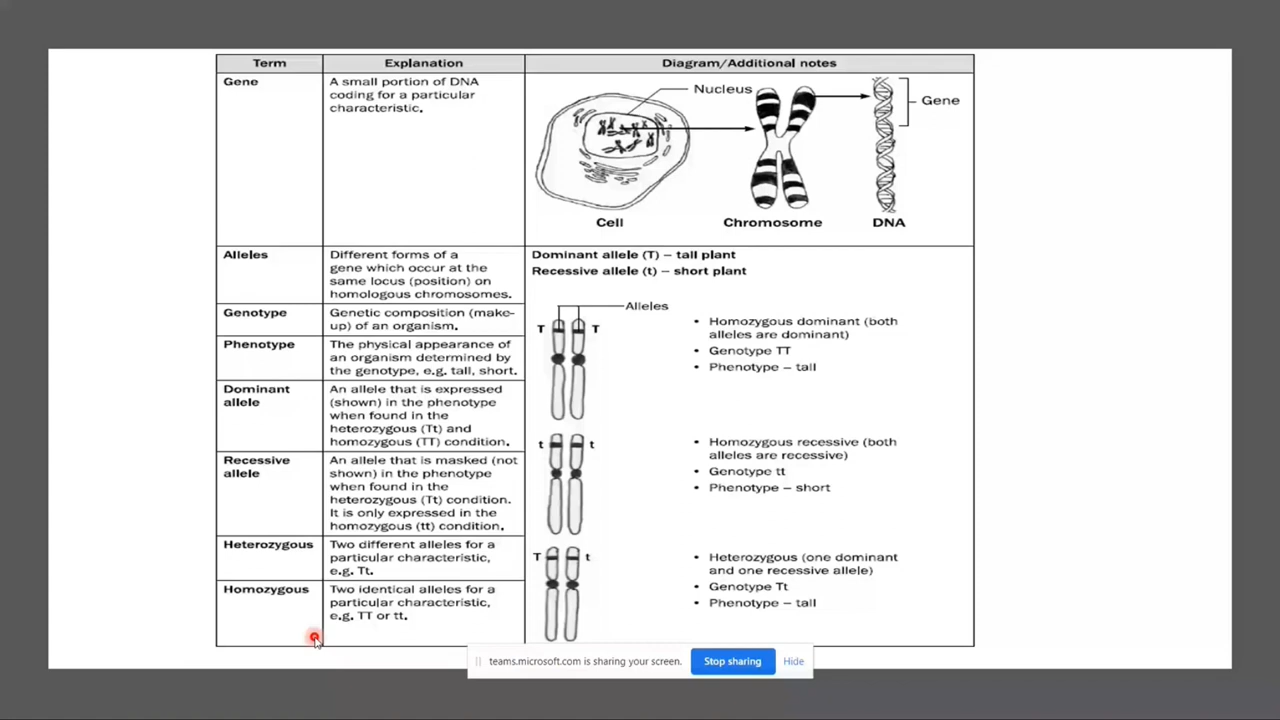 Term
Explanation
Diagram/Additional notes
Gene
A small portion of DNA
coding for a particular
characteristic.
Nucleus
Gene
Cell
Chromosome
DNA
Alleles
Different forms of a
gene which occur at the
same locus (position) on
homologous chromosomes.
Dominant allele (T) – tall plant
Recessive allele (t) – short plant
Genotype
Genetic composition (make-
up) of an organism.
Phenotype
The physical appearance of
an organism determined by
the genotype, e.g. tall, short.
Dominant
allele
An allele that is expressed
(shown) in the phenotype
when found in the
heterozygous (Tt) and
homozygous (TT) condition.
Recessive
allele
An allele that is masked (not
shown) in the phenotype
when found in the
heterozygous (Tt) condition.
It is only expressed in the
homozygous (tt) condition.
Heterozygous
Two different alleles for a
particular characteristic,
e.g. Tt.
Homozygous
Two identical alleles for a
particular characteristic,
e.g. TT or tt.
Alleles
T T
• Homozygous dominant (both
alleles are dominant)
• Genotype TT
• Phenotype – tall
t t
• Homozygous recessive (both
alleles are recessive)
• Genotype tt
• Phenotype – short
T t
• Heterozygous (one dominant
and one recessive allele)
• Genotype Tt
• Phenotype – tall
teams.microsoft.com is sharing your screen.
Stop sharing
Hide